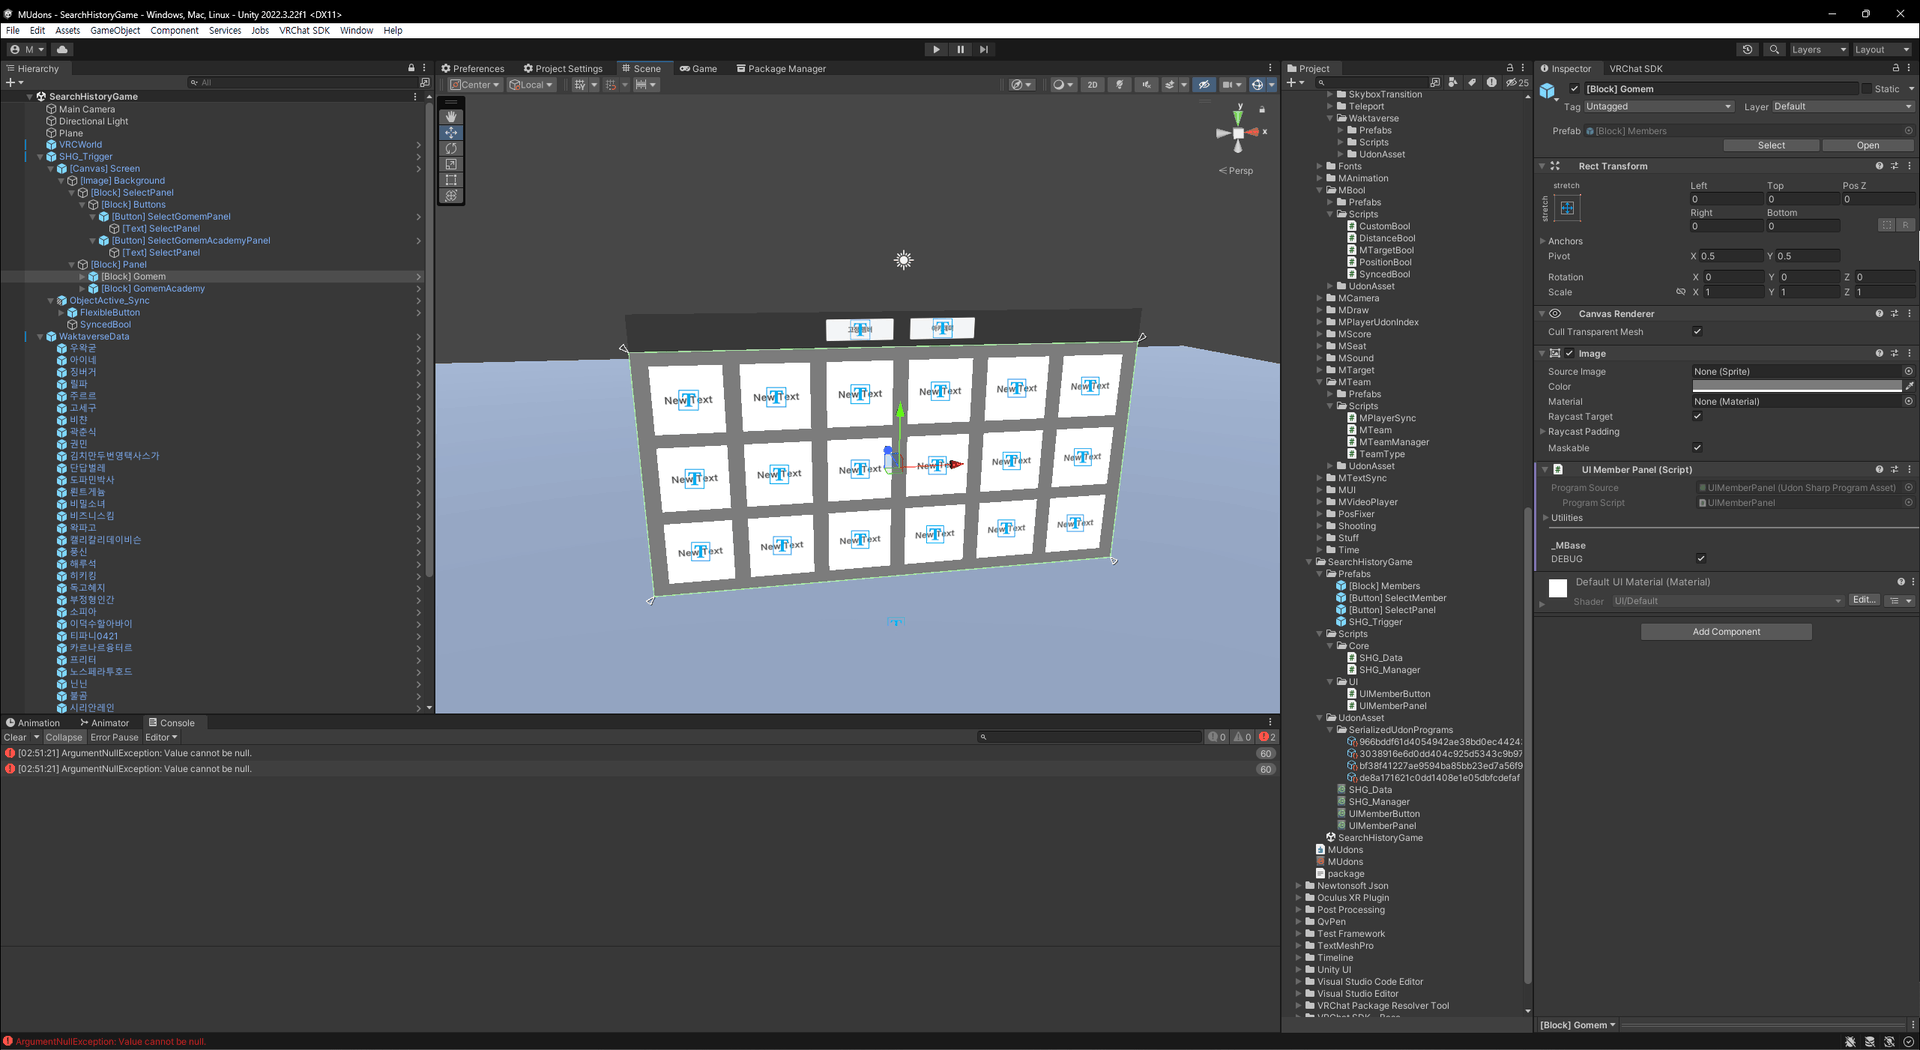 MUdons - SearchHistoryGame - Windows, Mac, Linux - Unity 2022.3.22f1 <DX11>
File Edit Assets GameObject Component Services Jobs VRChat SDK Window Help
M Layers Layout
Hierarchy
All
SearchHistoryGame
Main Camera
Directional Light
Plane
VRCWorld
SHG_Trigger
[Canvas] Screen
[Image] Background
[Block] SelectPanel
[Block] Buttons
[Button] SelectGomemPanel
[Text] SelectPanel
[Button] SelectGomemAcademyPanel
[Text] SelectPanel
[Block] Panel
[Block] Gomem
[Block] GomemAcademy
ObjectActive_Sync
FlexibleButton
SyncedBool
WaktaverseData
우왁굳
아이네
징버거
릴파
주르르
고세구
비챤
곽춘식
권민
김치만두번영택사스가
단답벌레
도파민박사
뢴트게늄
비밀소녀
비즈니스킴
왁파고
캘리칼리데이비슨
풍신
해루석
히키킹
독고혜지
부정형인간
소피아
이덕수할아바이
티파니0421
카르나르융터르
프리터
노스페라투호드
닌닌
불곰
시리안레인
Preferences Project Settings Scene Game Package Manager
Center Local 2D
y
x
Persp
New Text New Text New Text New Text New Text New Text
New Text New Text New Text New Text New Text
New Text New Text New Text New Text New Text New Text
Animation Animator Console
Clear Collapse Error Pause Editor 0 0 2
[02:51:21] ArgumentNullException: Value cannot be null. 60
[02:51:21] ArgumentNullException: Value cannot be null. 60
ArgumentNullException: Value cannot be null.
Project
25
SkyboxTransition
Teleport
Waktaverse
Prefabs
Scripts
UdonAsset
Fonts
MAnimation
MBool
Prefabs
Scripts
CustomBool
DistanceBool
MTargetBool
PositionBool
SyncedBool
UdonAsset
MCamera
MDraw
MPlayerUdonIndex
MScore
MSeat
MSound
MTarget
MTeam
Prefabs
Scripts
MPlayerSync
MTeam
MTeamManager
TeamType
UdonAsset
MTextSync
MUI
MVideoPlayer
PosFixer
Shooting
Stuff
Time
SearchHistoryGame
Prefabs
[Block] Members
[Button] SelectMember
[Button] SelectPanel
SHG_Trigger
Scripts
Core
SHG_Data
SHG_Manager
UI
UIMemberButton
UIMemberPanel
UdonAsset
SerializedUdonPrograms
966bddf61d4054942ae38bd0ec4424
3038916e6d0dd404c925d5343c9b97
bf38f41227ae9594ba85bb23ed7a56f9
de8a171621c0dd1408e1e05dbfcdefaf
SHG_Data
SHG_Manager
UIMemberButton
UIMemberPanel
SearchHistoryGame
MUdons
MUdons
package
Newtonsoft Json
Oculus XR Plugin
Post Processing
QvPen
Test Framework
TextMeshPro
Timeline
Unity UI
Visual Studio Code Editor
Visual Studio Editor
VRChat Package Resolver Tool
Inspector VRChat SDK
[Block] Gomem Static
Tag Untagged Layer Default
Prefab [Block] Members
Select Open
Rect Transform
stretch Left Top Pos Z
stretch 0 0 0
Right Bottom
0 0 R
Anchors
Pivot X 0.5 Y 0.5
Rotation X 0 Y 0 Z 0
Scale X 1 Y 1 Z 1
Canvas Renderer
Cull Transparent Mesh
Image
Source Image None (Sprite)
Color
Material None (Material)
Raycast Target
Raycast Padding
Maskable
UI Member Panel (Script)
Program Source UIMemberPanel (Udon Sharp Program Asset)
Program Script UIMemberPanel
Utilities
_MBase
DEBUG
Default UI Material (Material)
Shader UI/Default Edit...
Add Component
[Block] Gomem